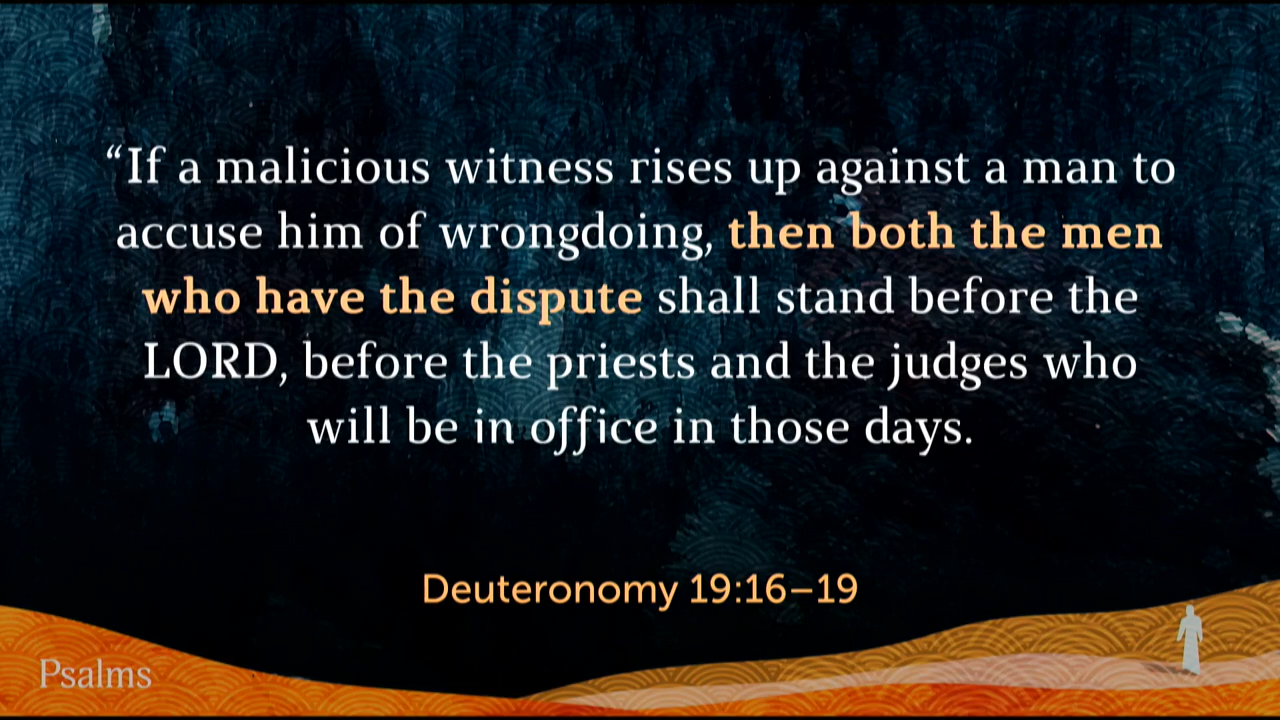 “If a malicious witness rises up against a man to
accuse him of wrongdoing, then both the men
who have the dispute shall stand before the
LORD, before the priests and the judges who
will be in office in those days.
Deuteronomy 19:16–19
Psalms